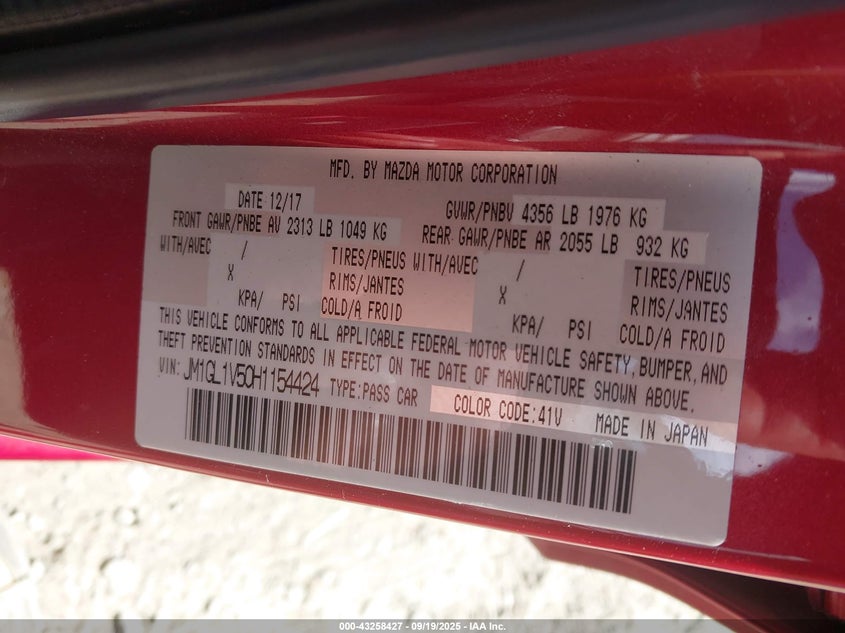 MFD. BY MAZDA MOTOR CORPORATION
DATE 12/17
GVWR/PNBV 4356 LB 1976 KG
FRONT GAWR/PNBE AV 2313 LB 1049 KG
REAR GAWR/PNBE AR 2055 LB 932 KG
WITH/AVEC / TIRES/PNEUS WITH/AVEC / TIRES/PNEUS
X RIMS/JANTES X RIMS/JANTES
KPA/ PSI COLD/A FROID KPA/ PSI COLD/A FROID
THIS VEHICLE CONFORMS TO ALL APPLICABLE FEDERAL MOTOR VEHICLE SAFETY, BUMPER, AND
THEFT PREVENTION STANDARDS IN EFFECT ON THE DATE OF MANUFACTURE SHOWN ABOVE.
VIN: JM1GL1V50H1154424 TYPE:PASS CAR COLOR CODE:41V MADE IN JAPAN
000-43258427 - 09/19/2025 - IAA Inc.